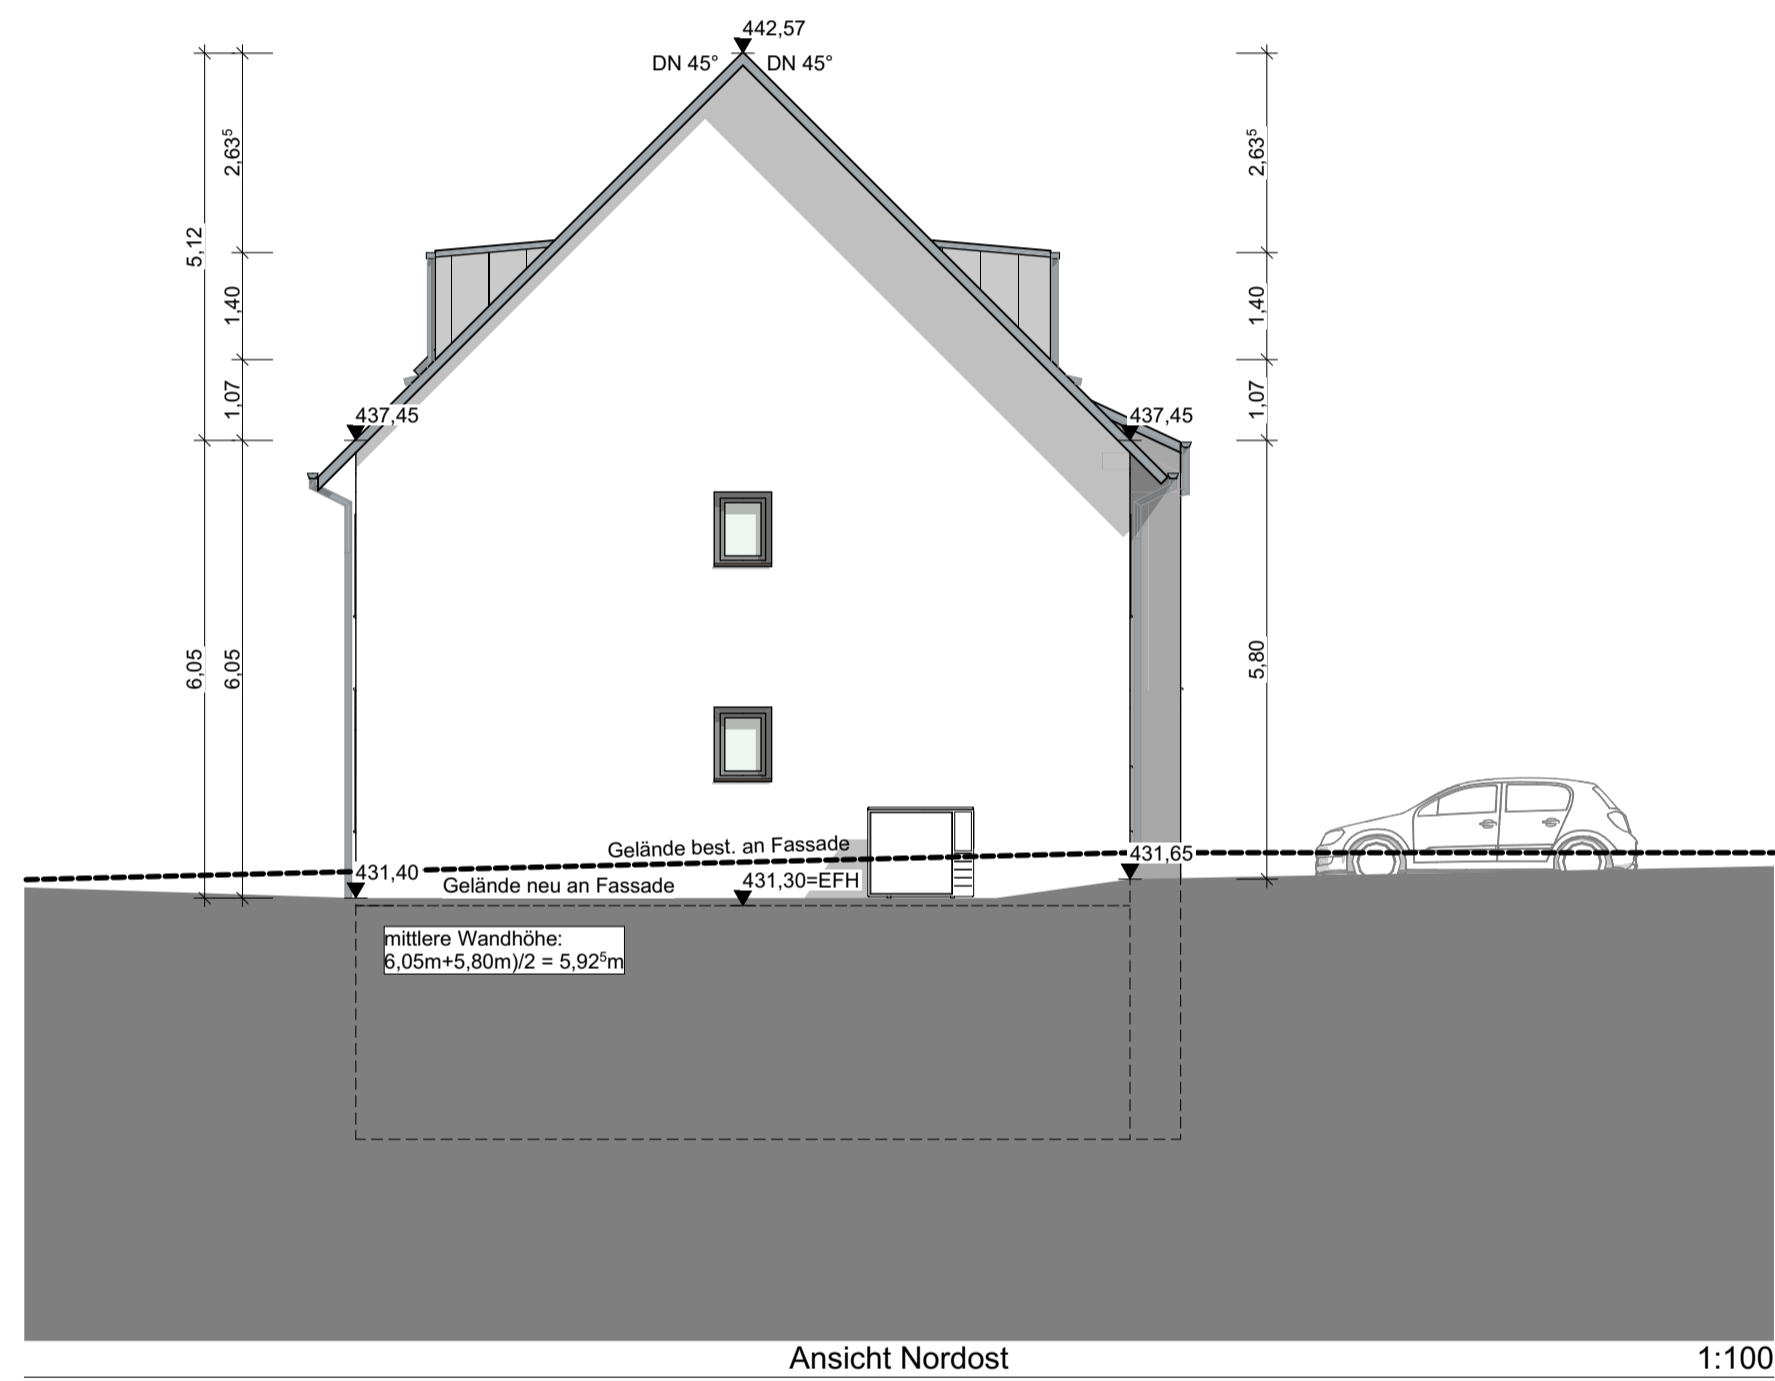 442,57
DN 45° DN 45°
2,63⁵
2,63⁵
5,12
1,40
1,40
1,07
1,07
437,45
437,45
6,05
6,05
5,80
Gelände best. an Fassade
431,65
431,40
Gelände neu an Fassade
431,30=EFH
mittlere Wandhöhe:
6,05m+5,80m)/2 = 5,92⁵m
Ansicht Nordost
1:100